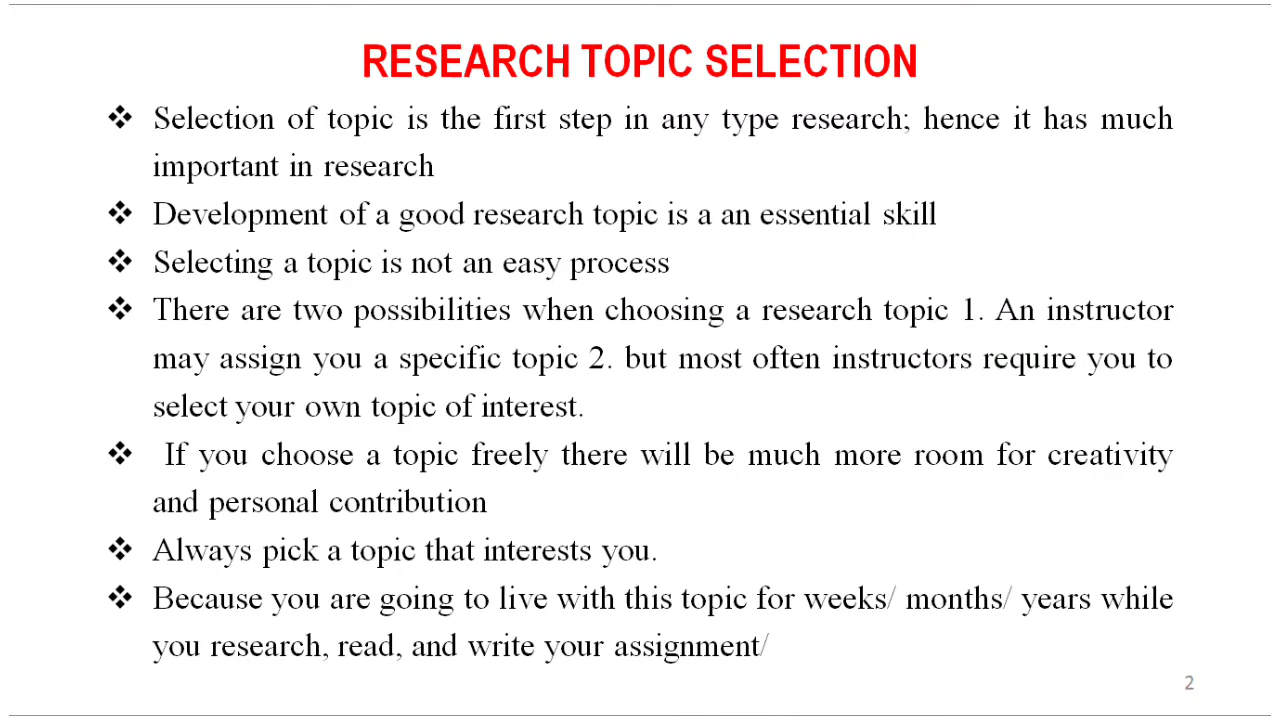 RESEARCH TOPIC SELECTION
❖ Selection of topic is the first step in any type research; hence it has much
important in research
❖ Development of a good research topic is a an essential skill
❖ Selecting a topic is not an easy process
❖ There are two possibilities when choosing a research topic 1. An instructor
may assign you a specific topic 2. but most often instructors require you to
select your own topic of interest.
❖ If you choose a topic freely there will be much more room for creativity
and personal contribution
❖ Always pick a topic that interests you.
❖ Because you are going to live with this topic for weeks/ months/ years while
you research, read, and write your assignment/
2